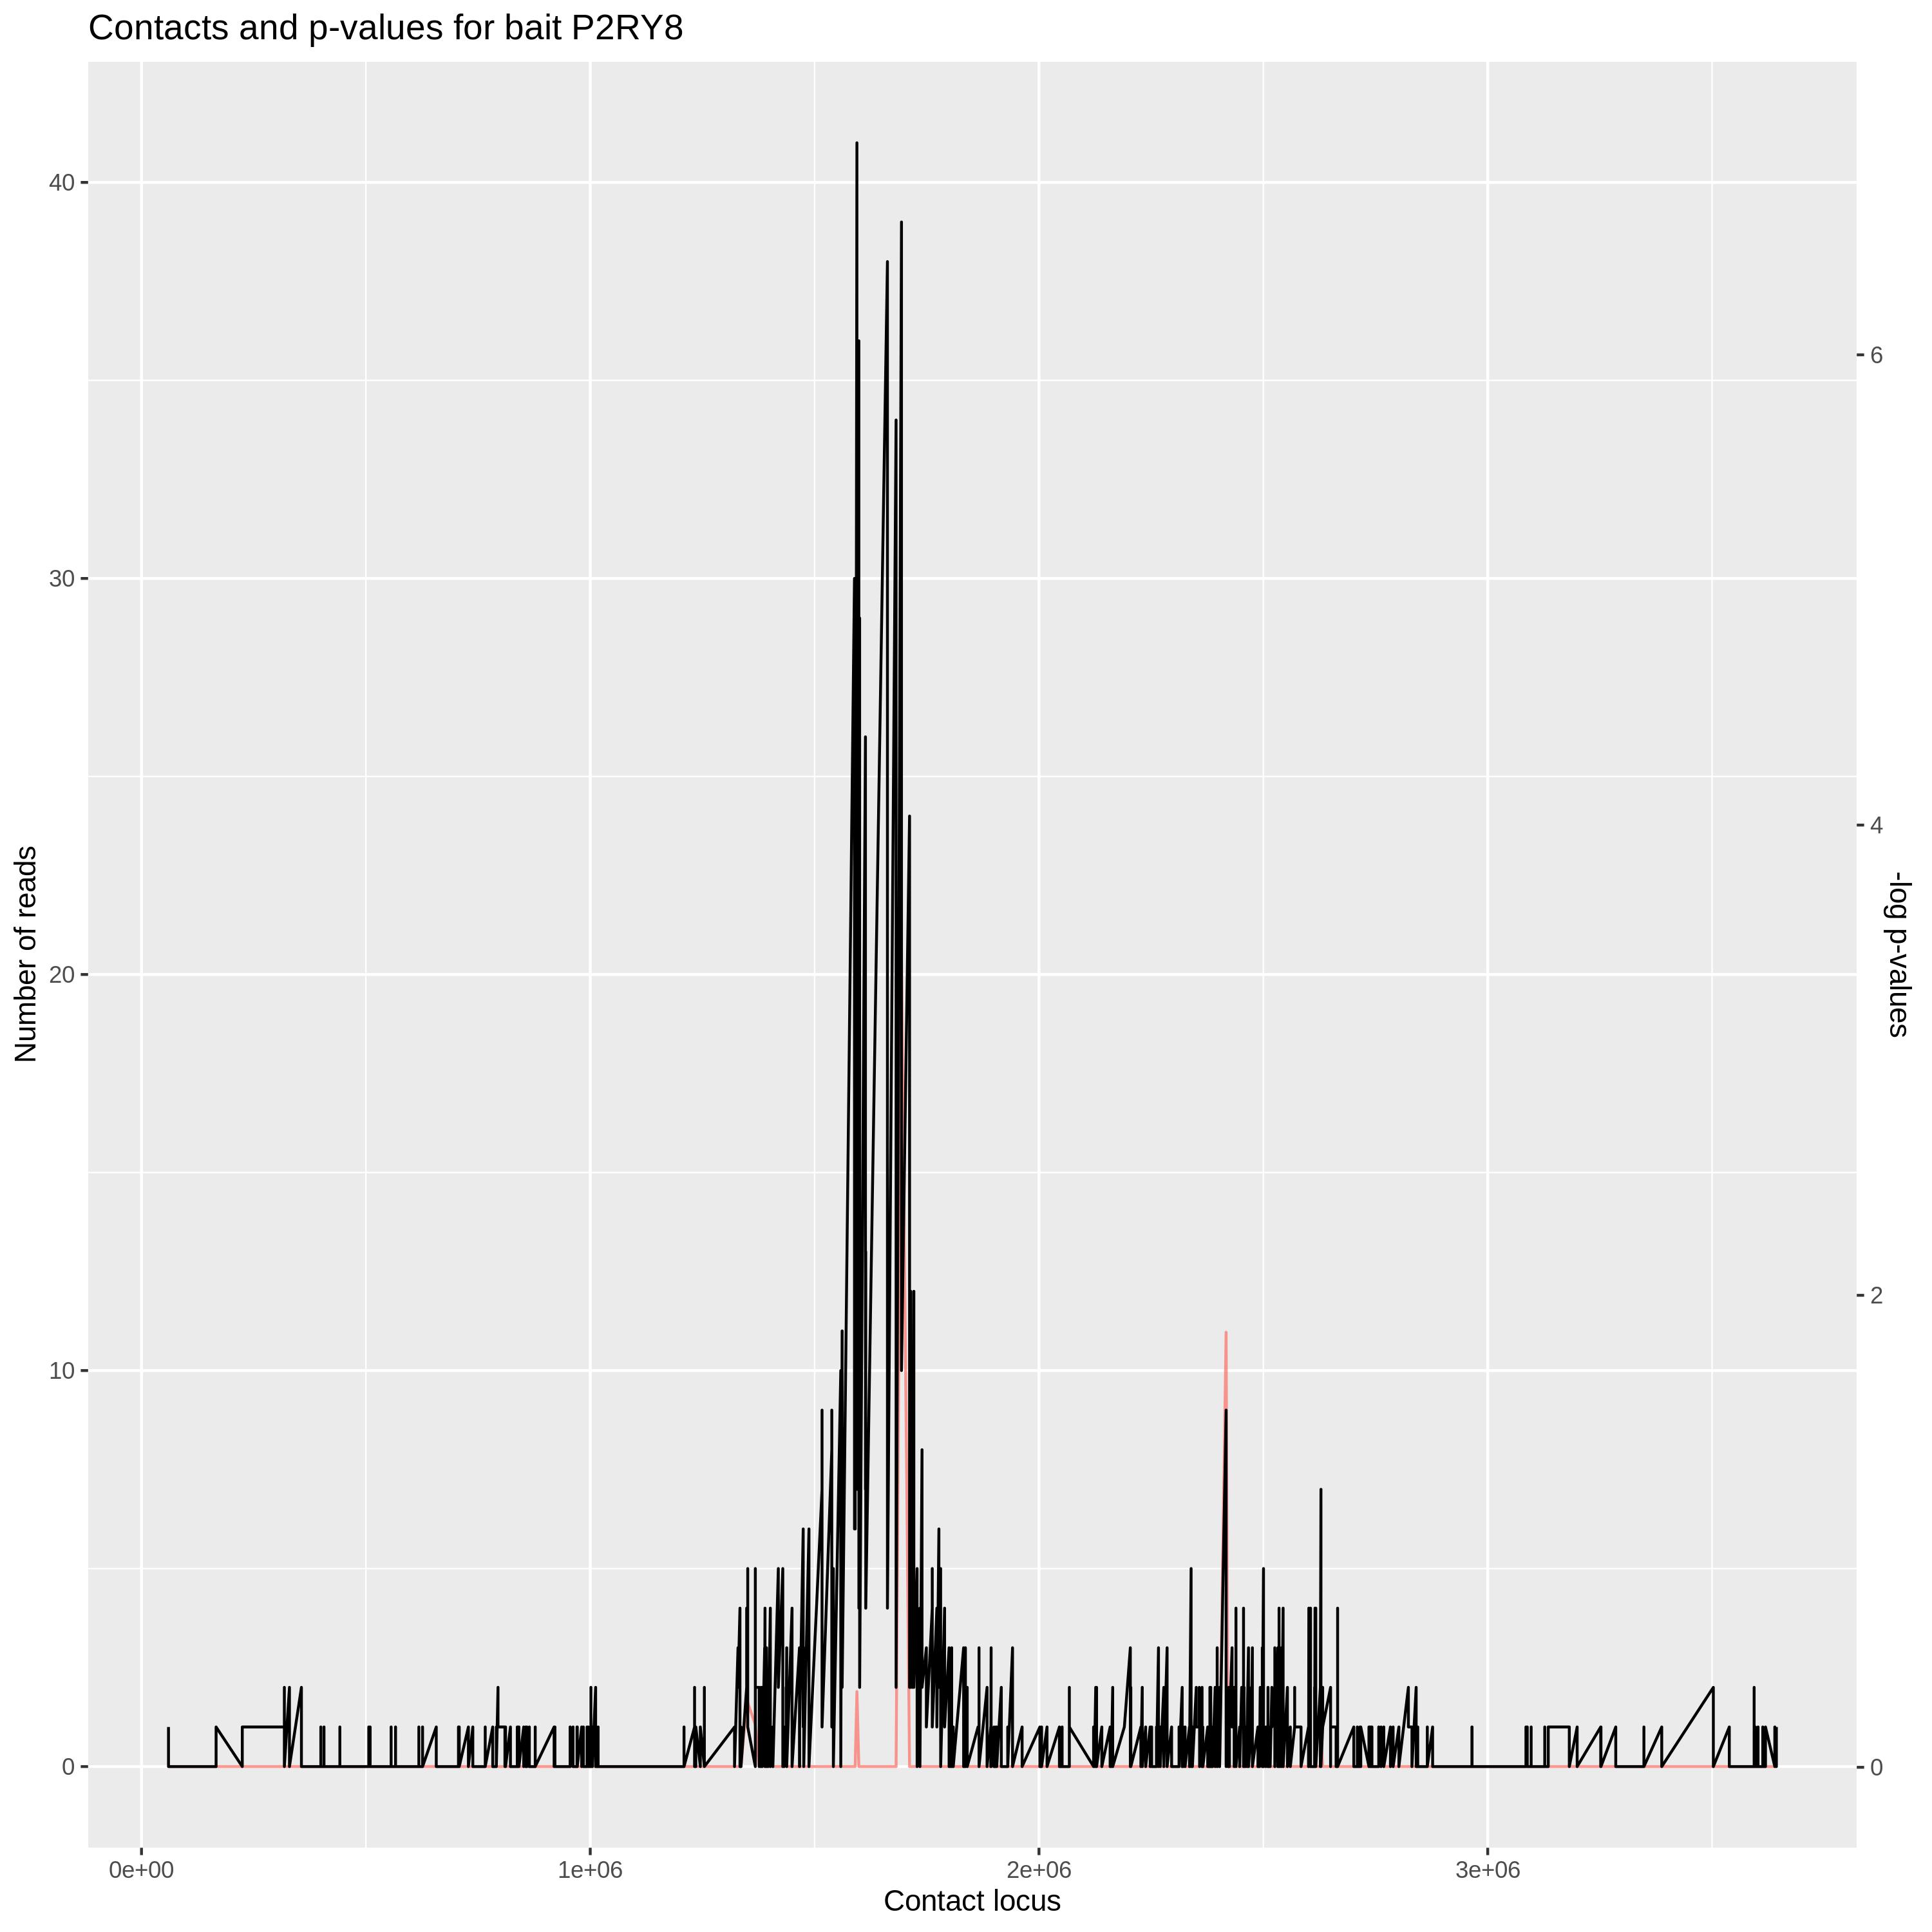 Contacts and p-values for bait P2RY8
40
30
20
10
0
Number of reads
6
4
2
0
-log p-values
0e+00 1e+06 2e+06 3e+06
Contact locus